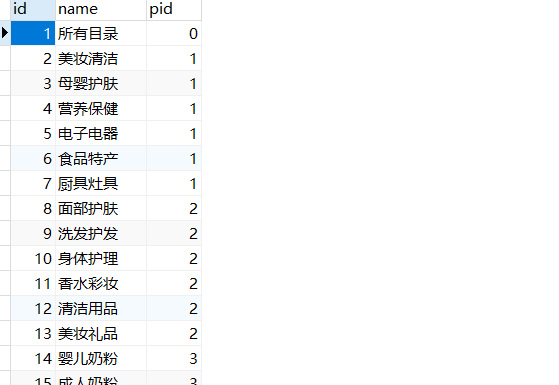 id name pid
1 所有目录 0
2 美妆清洁 1
3 母婴护肤 1
4 营养保健 1
5 电子电器 1
6 食品特产 1
7 厨具灶具 1
8 面部护肤 2
9 洗发护发 2
10 身体护理 2
11 香水彩妆 2
12 清洁用品 2
13 美妆礼品 2
14 婴儿奶粉 3
15 成人奶粉 3